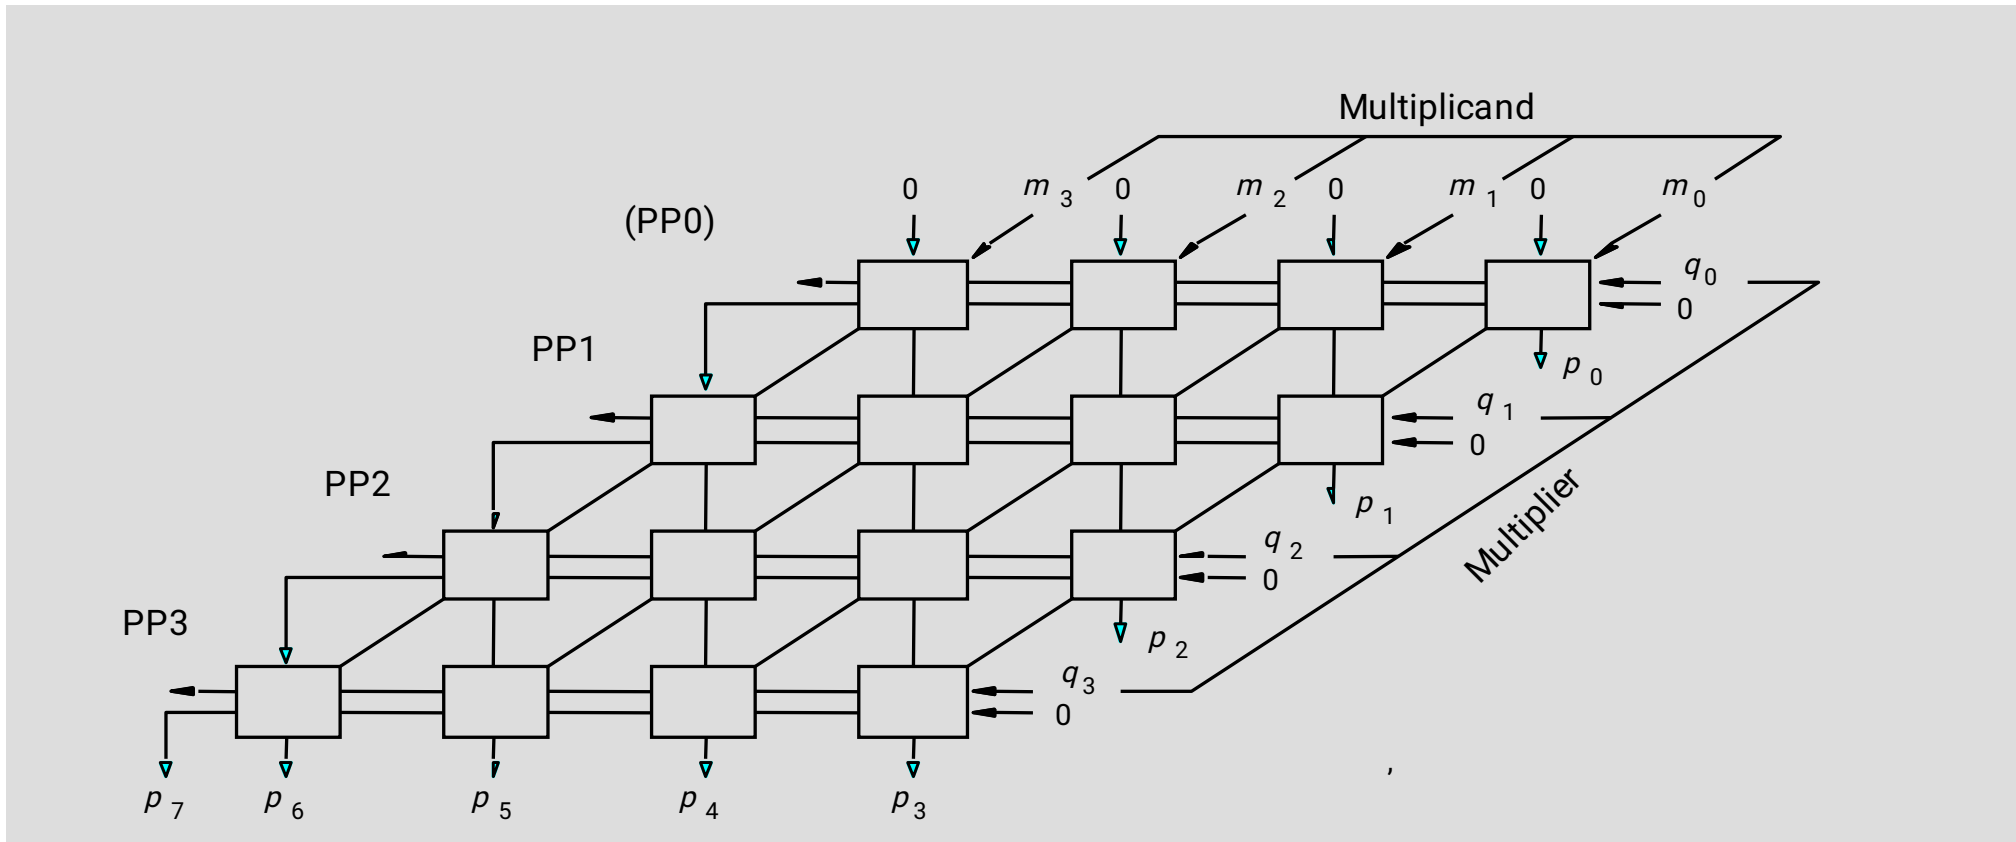 Multiplicand
0 m3 0 m2 0 m1 0 m0
(PP0)
q0
0
PP1
p0
q1
0
PP2
p1
Multiplier
q2
0
PP3
p2
q3
0
,
p7 p6 p5 p4 p3